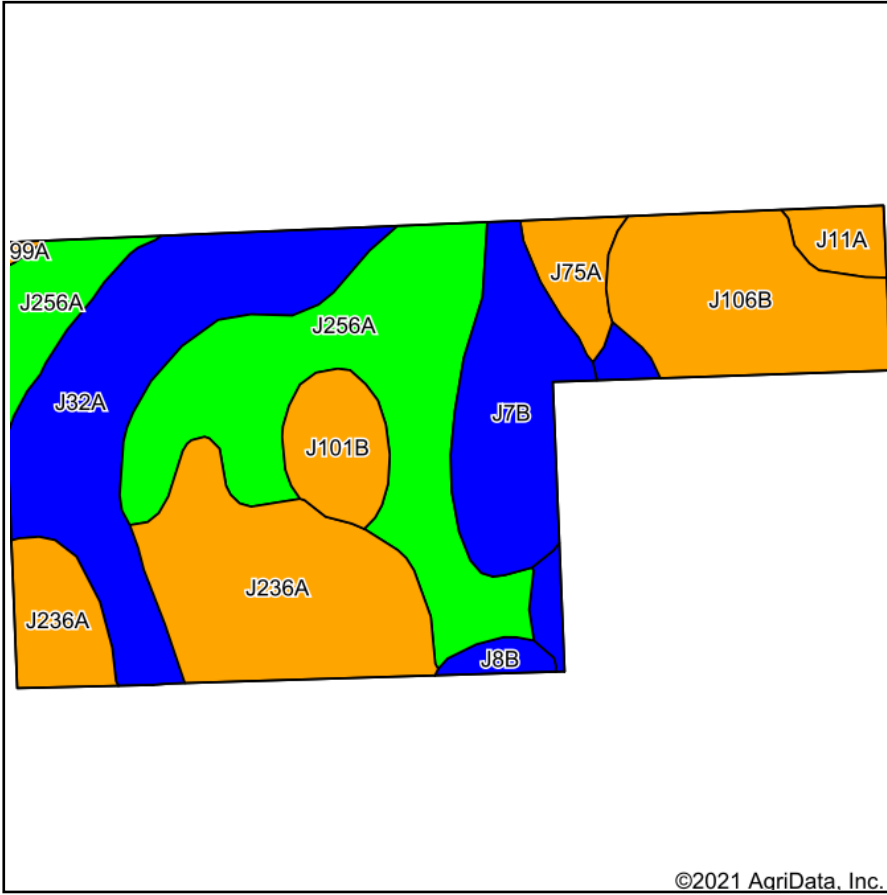 99A
J11A
J75A
J256A
J106B
J256A
J32A
J7B
J101B
J236A
J236A
J8B
©2021 AgriData, Inc.